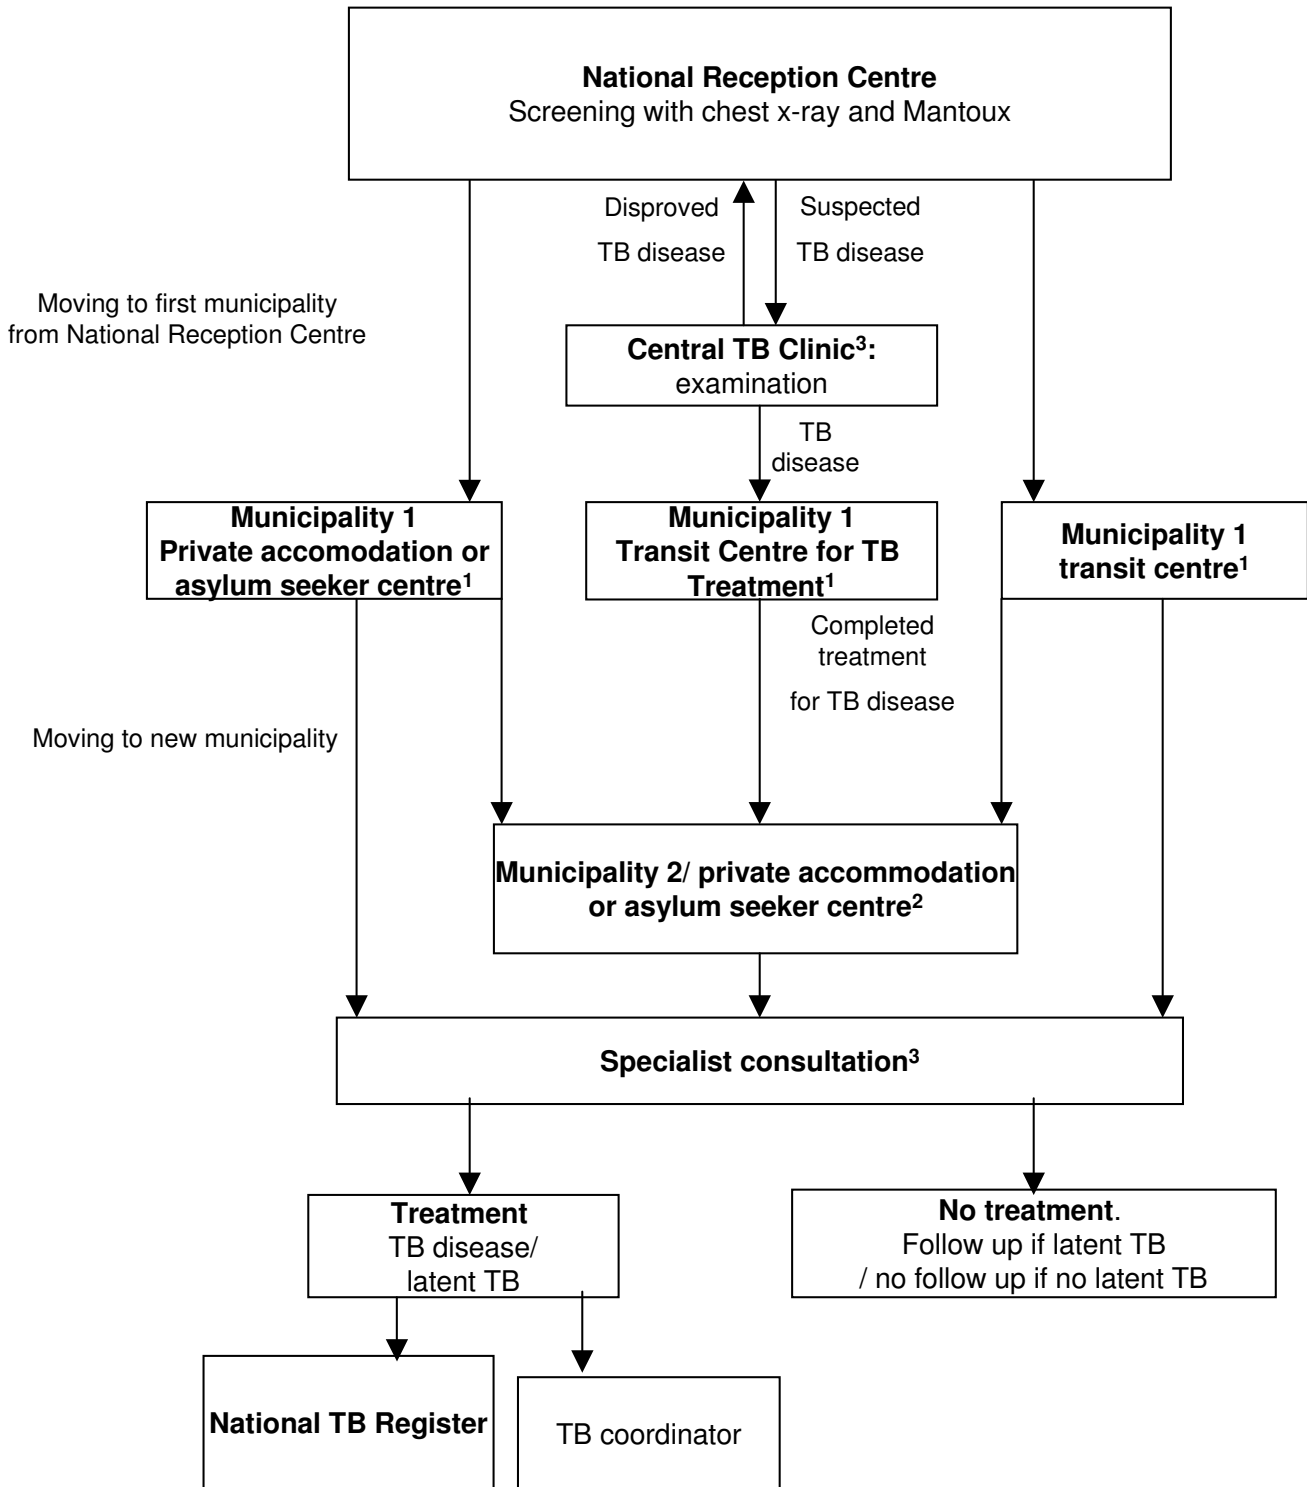 National Reception Centre
Screening with chest x-ray and Mantoux
Disproved
TB disease
Suspected
TB disease
Moving to first municipality
from National Reception Centre
Central TB Clinic³:
examination
TB
disease
Municipality 1
Private accomodation or
asylum seeker centre¹
Municipality 1
Transit Centre for TB
Treatment¹
Municipality 1
transit centre¹
Completed
treatment
for TB disease
Moving to new municipality
Municipality 2/ private accommodation
or asylum seeker centre²
Specialist consultation³
Treatment
TB disease/
latent TB
No treatment.
Follow up if latent TB
/ no follow up if no latent TB
National TB Register
TB coordinator